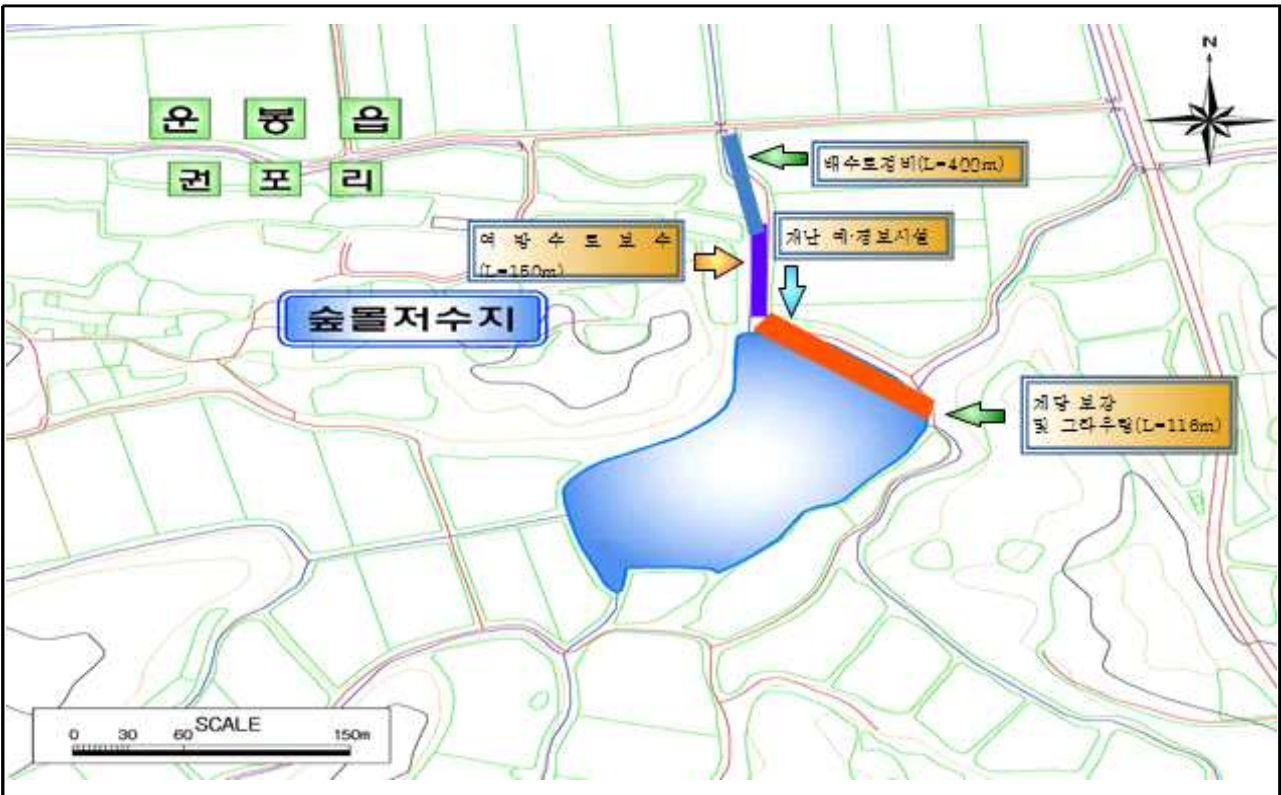 N
운 봉 읍
권 포 리
배수로정비(L=400m)
여 방 수 로 보 수
(L=150m)
재난 예·경보시설
숲몰저수지
제당 보강
및 그라우팅(L=116m)
SCALE
0 30 60 150m